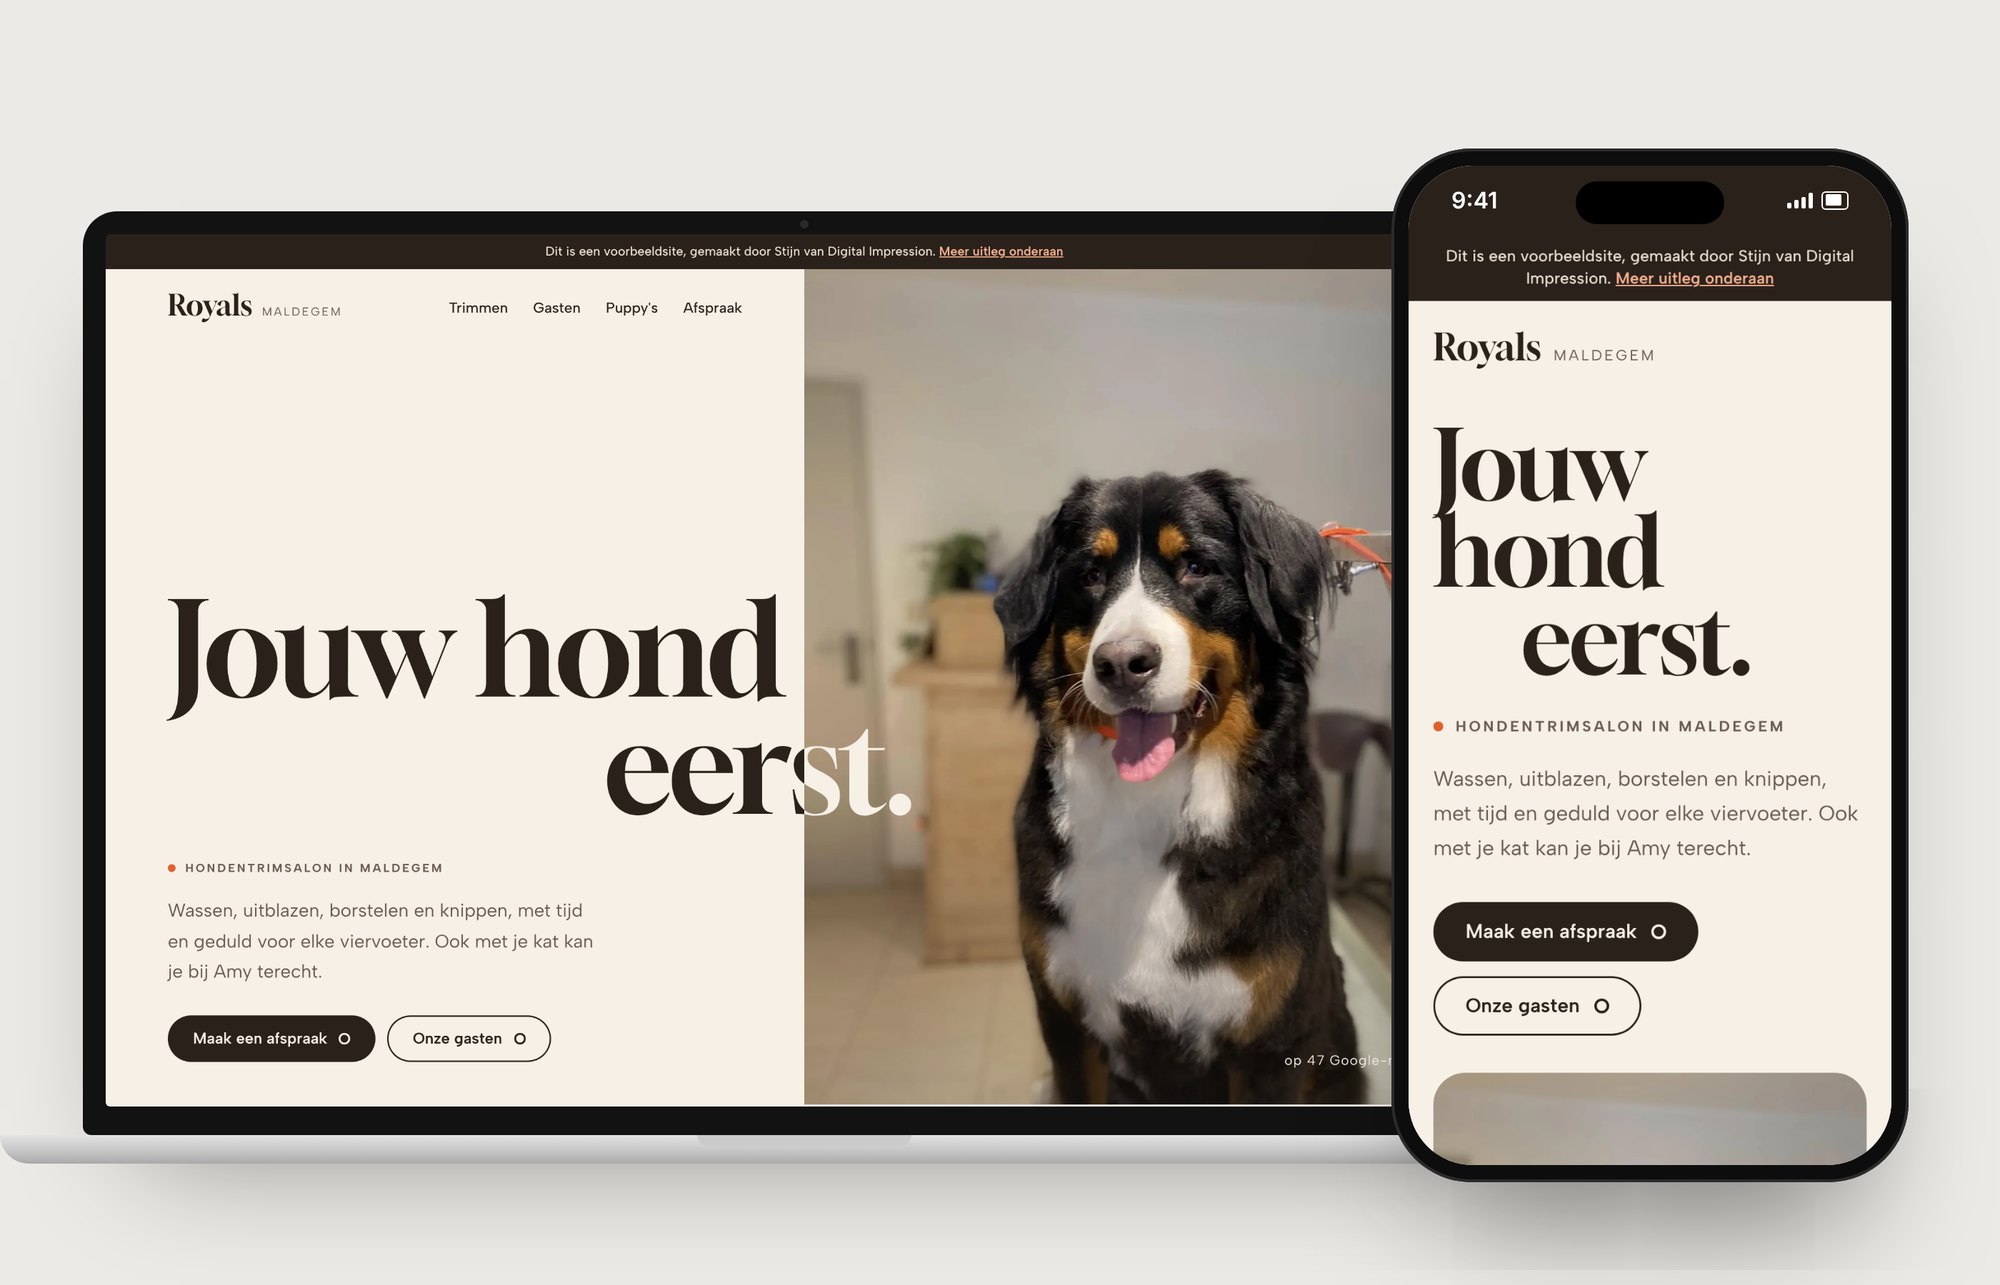 Dit is een voorbeeldsite, gemaakt door Stijn van Digital Impression. Meer uitleg onderaan
Royals MALDEGEM
Trimmen Gasten Puppy's Afspraak
Jouw hond
eerst.
HONDENTRIMSALON IN MALDEGEM
Wassen, uitblazen, borstelen en knippen, met tijd
en geduld voor elke viervoeter. Ook met je kat kan
je bij Amy terecht.
Maak een afspraak
Onze gasten
op 47 Google-
9:41
Dit is een voorbeeldsite, gemaakt door Stijn van Digital
Impression. Meer uitleg onderaan
Royals MALDEGEM
Jouw
hond
eerst.
HONDENTRIMSALON IN MALDEGEM
Wassen, uitblazen, borstelen en knippen,
met tijd en geduld voor elke viervoeter. Ook
met je kat kan je bij Amy terecht.
Maak een afspraak
Onze gasten